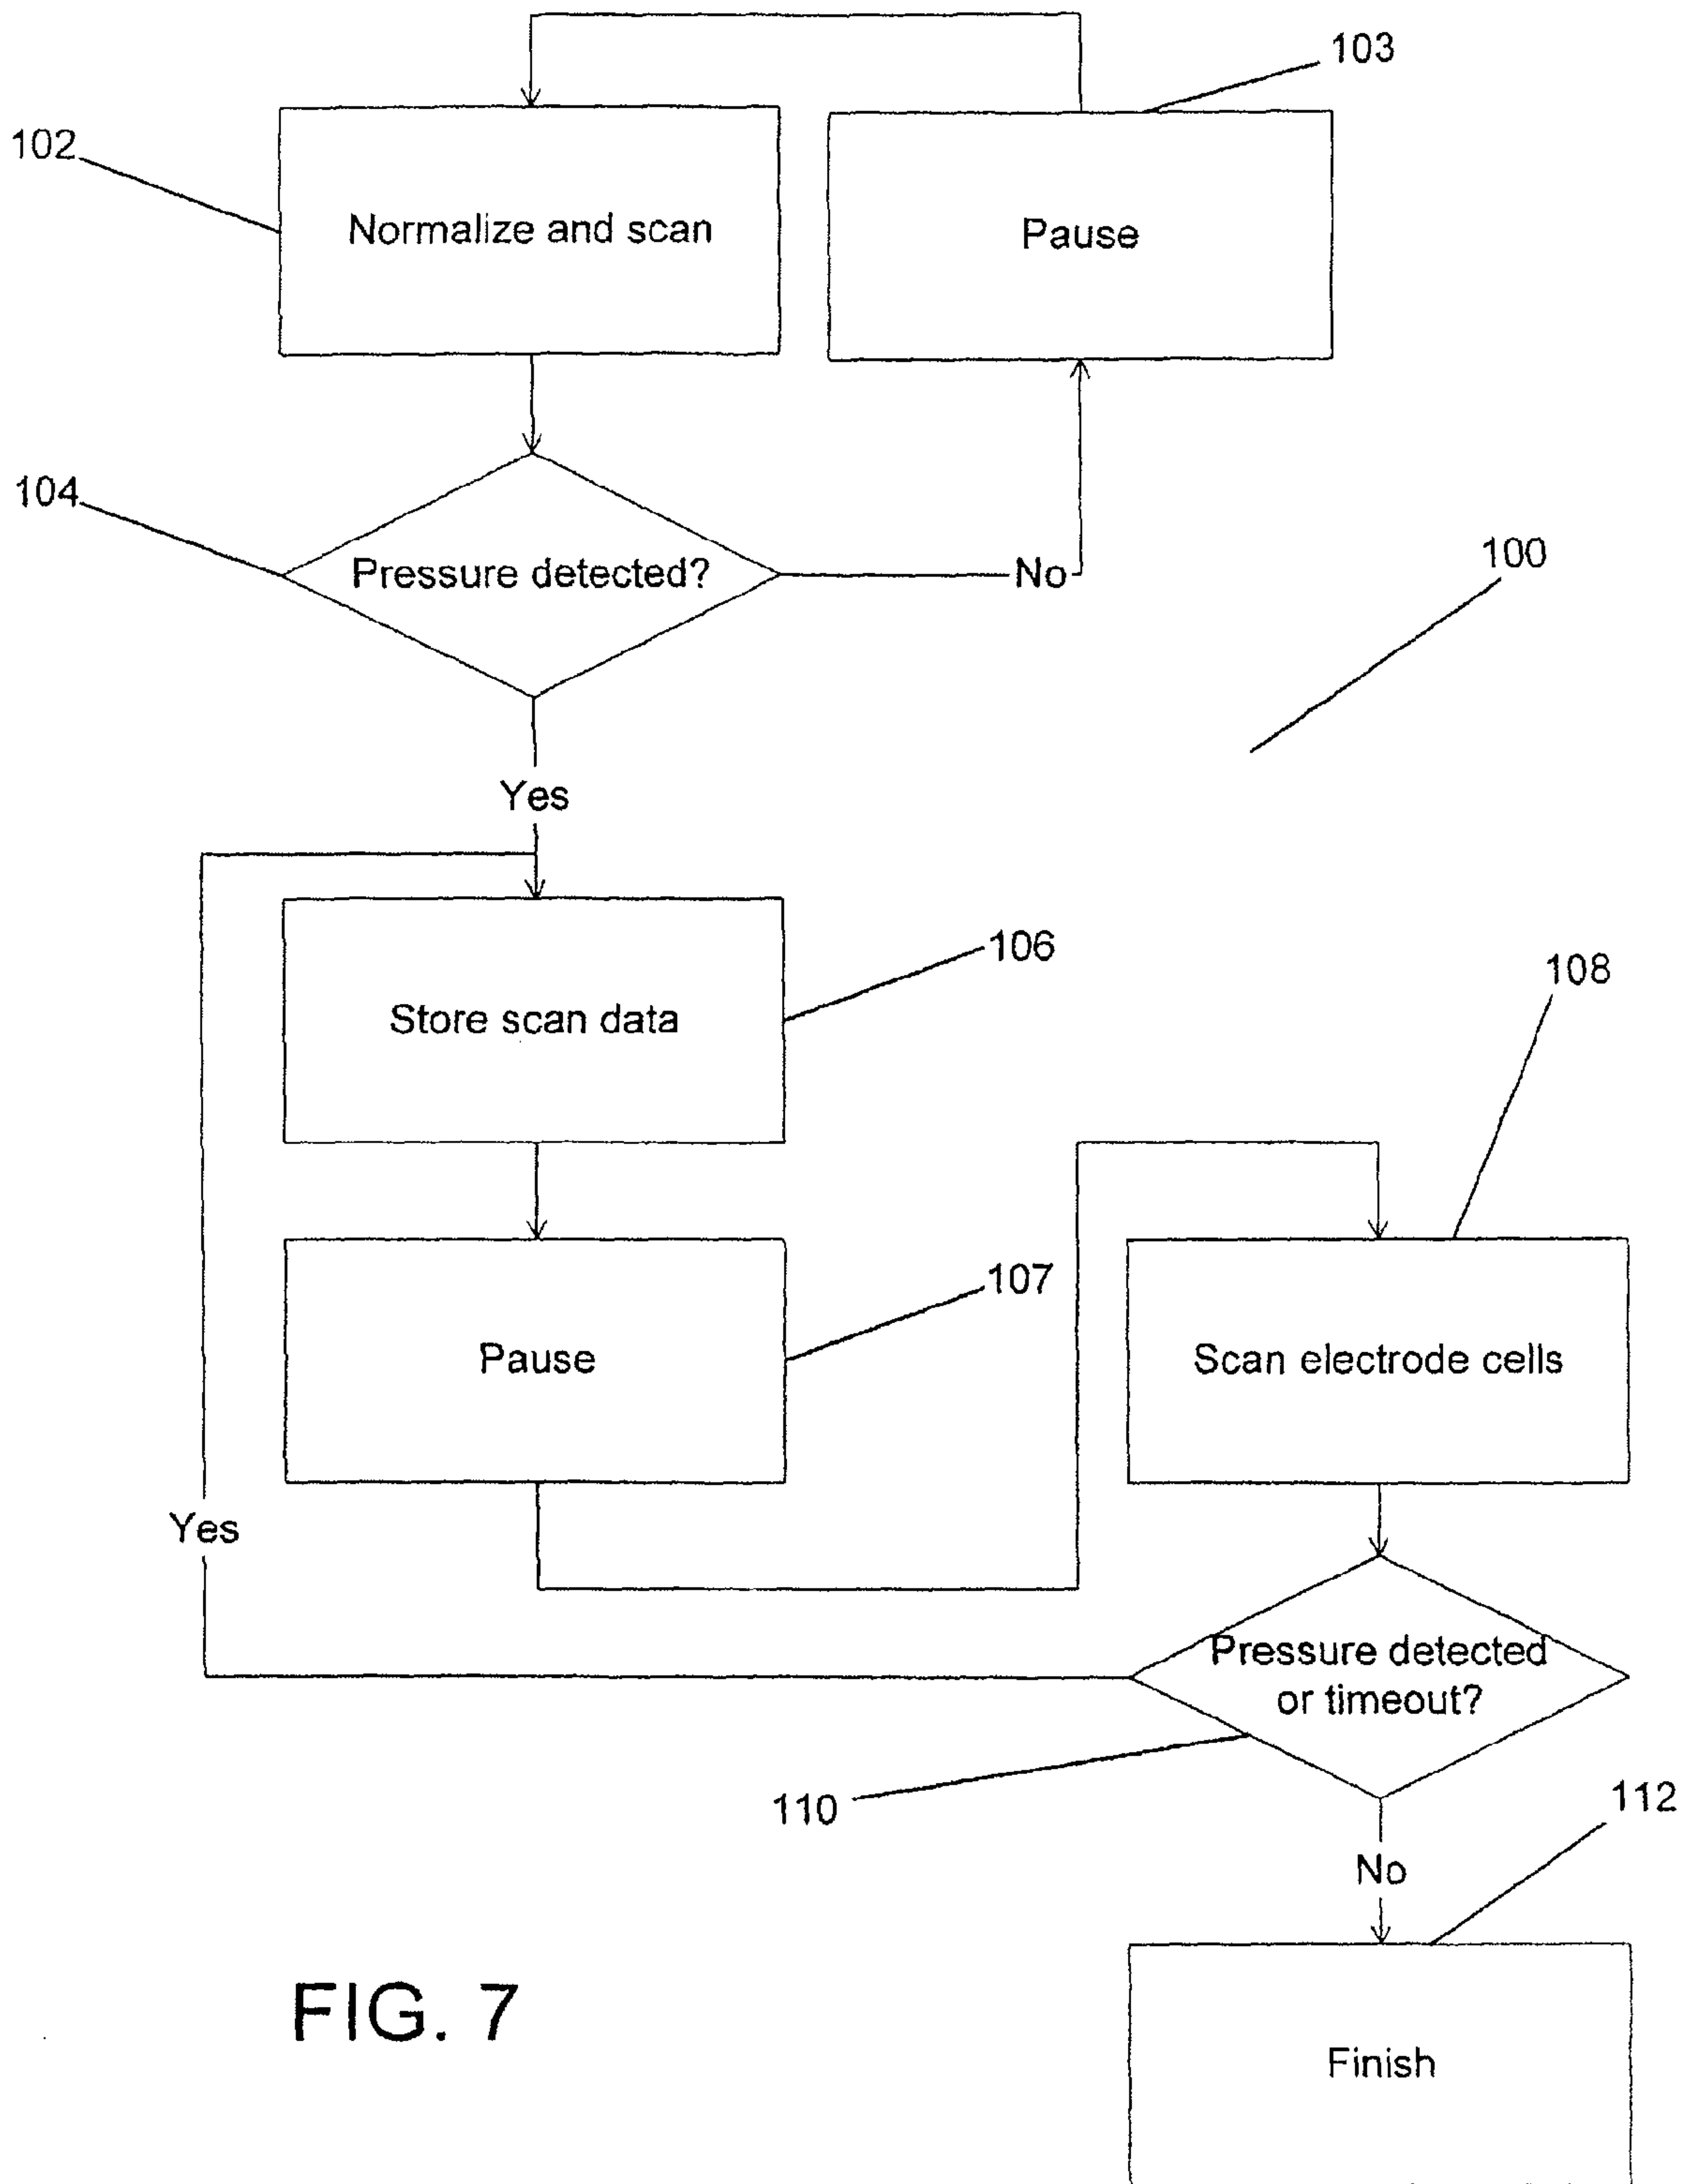 103
102
Normalize and scan
Pause
104
Pressure detected?
No
100
Yes
106
108
Store scan data
107
Pause
Scan electrode cells
Yes
Pressure detected
or timeout?
110
112
No
FIG. 7
Finish